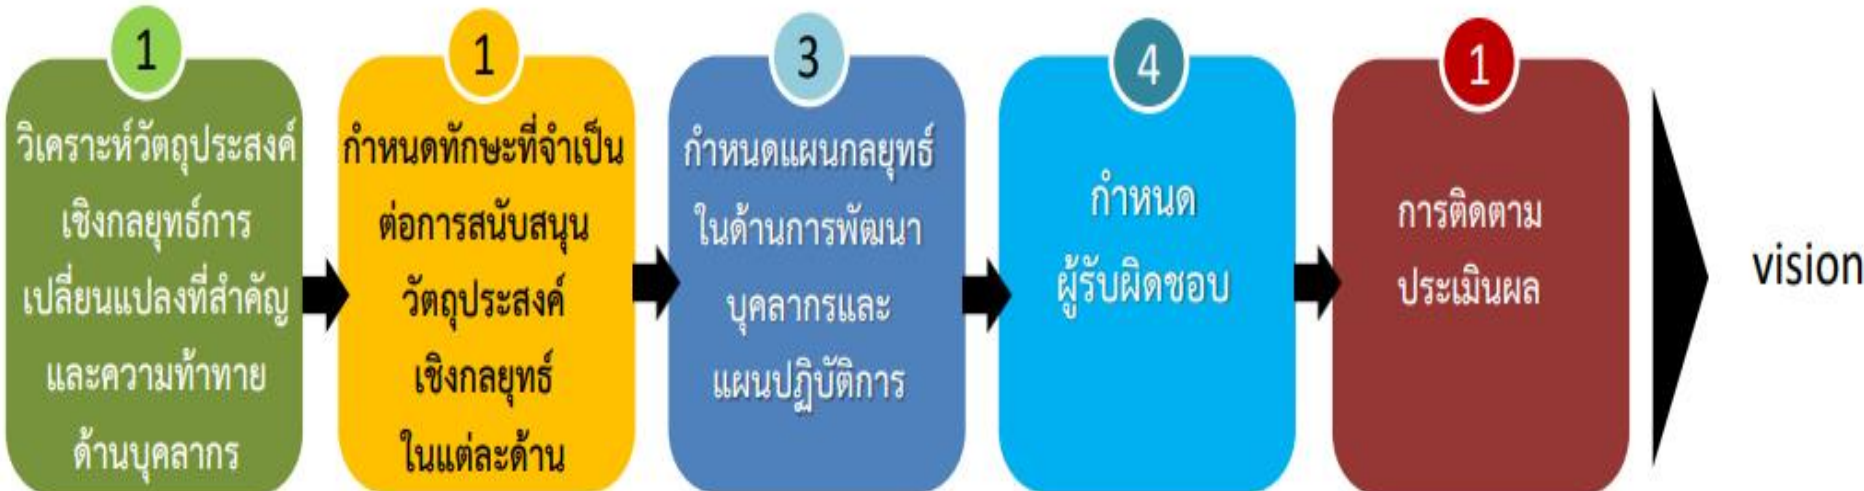 1
วิเคราะห์วัตถุประสงค์
เชิงกลยุทธ์การ
เปลี่ยนแปลงที่สำคัญ
และความท้าทาย
ด้านบุคลากร
1
กำหนดทักษะที่จำเป็น
ต่อการสนับสนุน
วัตถุประสงค์
เชิงกลยุทธ์
ในแต่ละด้าน
3
กำหนดแผนกลยุทธ์
ในด้านการพัฒนา
บุคลากรและ
แผนปฏิบัติการ
4
กำหนด
ผู้รับผิดชอบ
1
การติดตาม
ประเมินผล
vision